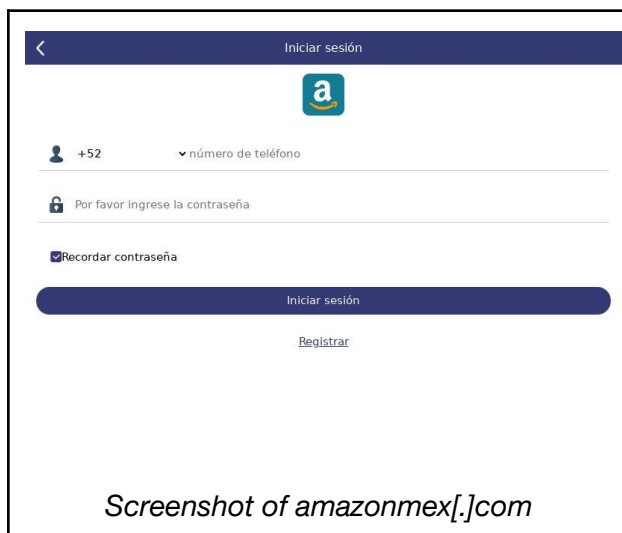 Iniciar sesión
a
+52 número de teléfono
Por favor ingrese la contraseña
Recordar contraseña
Iniciar sesión
Registrar
Screenshot of amazonmex[.]com